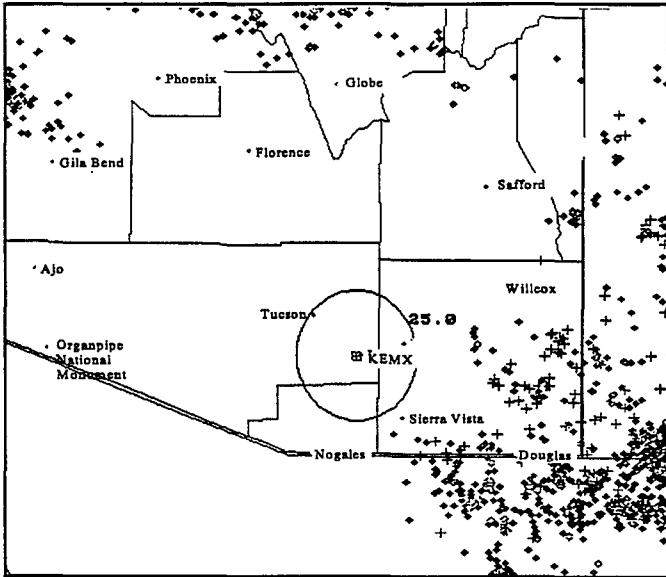 Phoenix
Globe
Florence
Gila Bend
Safford
Ajo
Willcox
Tucson
25.0
Organpipe
National
Monument
KEMX
Sierra Vista
Nogales
Douglas